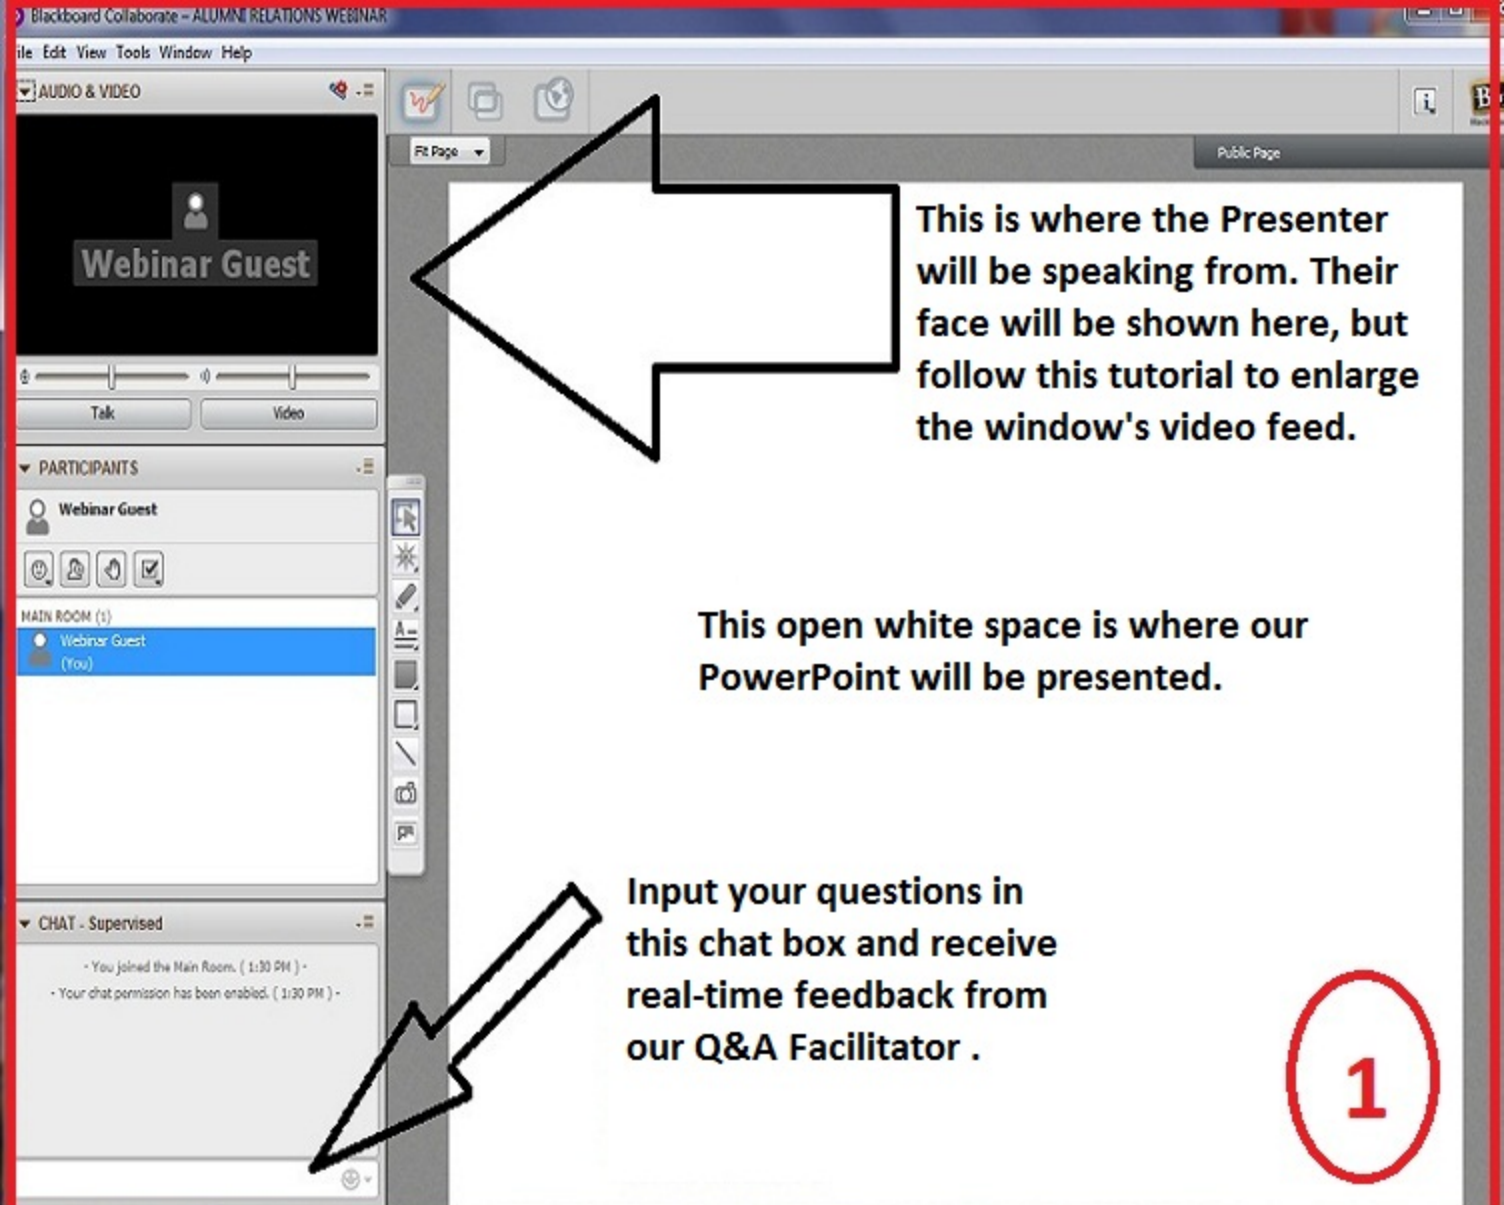 Blackboard Collaborate – ALUMNI RELATIONS WEBINAR
ile Edit View Tools Window Help
AUDIO & VIDEO
Webinar Guest
Talk Video
PARTICIPANTS
Webinar Guest
MAIN ROOM (1)
Webinar Guest
(You)
CHAT - Supervised
- You joined the Main Room. ( 1:30 PM ) -
- Your chat permission has been enabled. ( 1:30 PM ) -
Fit Page
Public Page
This is where the Presenter
will be speaking from. Their
face will be shown here, but
follow this tutorial to enlarge
the window's video feed.
This open white space is where our
PowerPoint will be presented.
Input your questions in
this chat box and receive
real-time feedback from
our Q&A Facilitator .
1